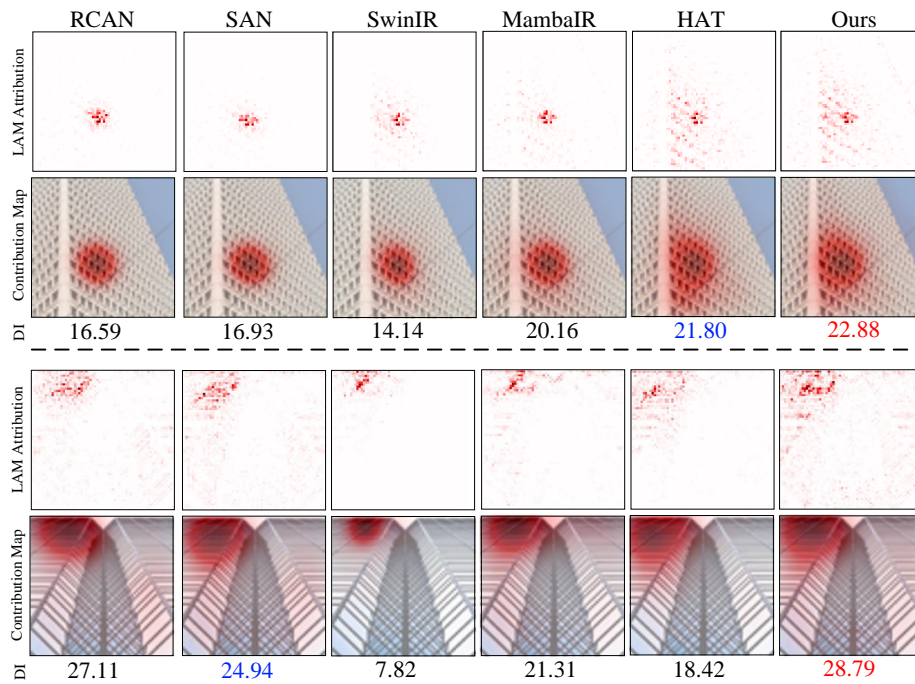 RCAN SAN SwinIR MambaIR HAT Ours
LAM Attribution
Contribution Map
DI 16.59 16.93 14.14 20.16 21.80 22.88
LAM Attribution
Contribution Map
DI 27.11 24.94 7.82 21.31 18.42 28.79